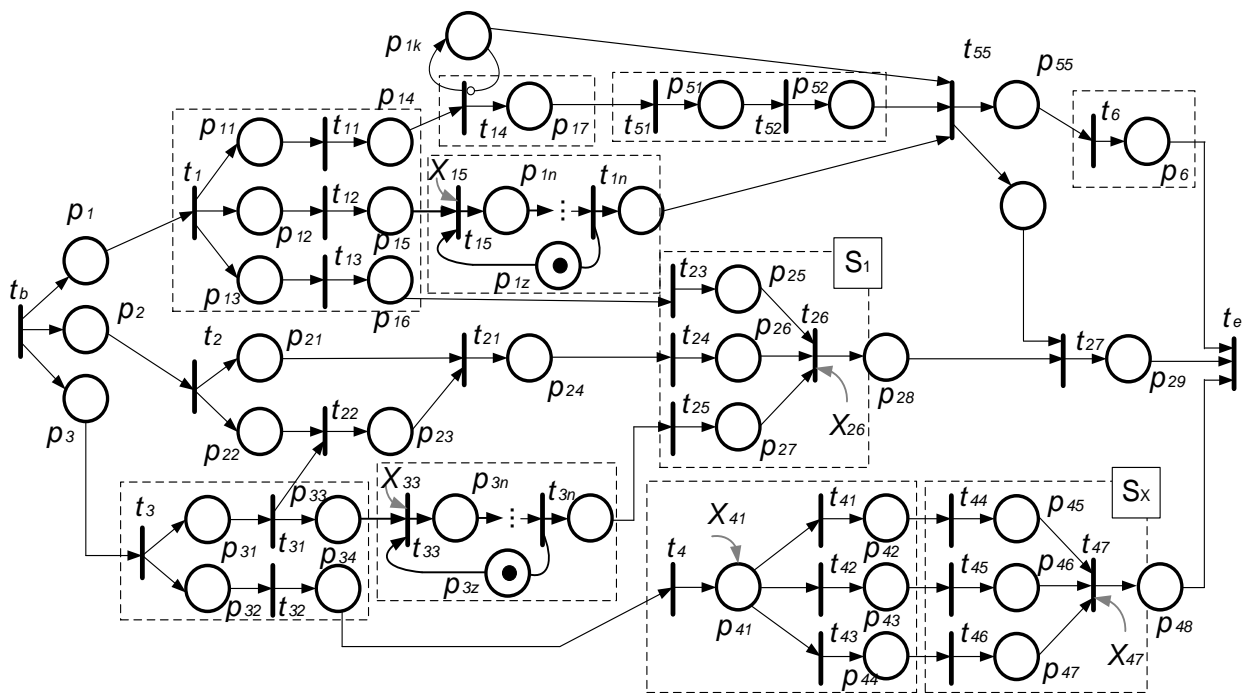 p1k
t55
p55
p14
p51
p52
t6
p11
t11
t14
p17
t51
t52
p6
t1
X15
p1n
t1n
p1
p12
t12
p15
t15
p13
t13
p16
p1z
t23
p25
S1
tb
p2
t2
p21
t21
t24
p26
t26
te
t27
p3
p22
t22
p23
p24
t25
p27
X26
p28
p29
t3
p33
X33
p3n
t3n
p31
t31
p34
t33
p3z
X41
t41
p42
t44
p45
SX
p32
t32
t4
t42
p43
t45
p46
t47
p41
t43
p44
t46
p47
X47
p48